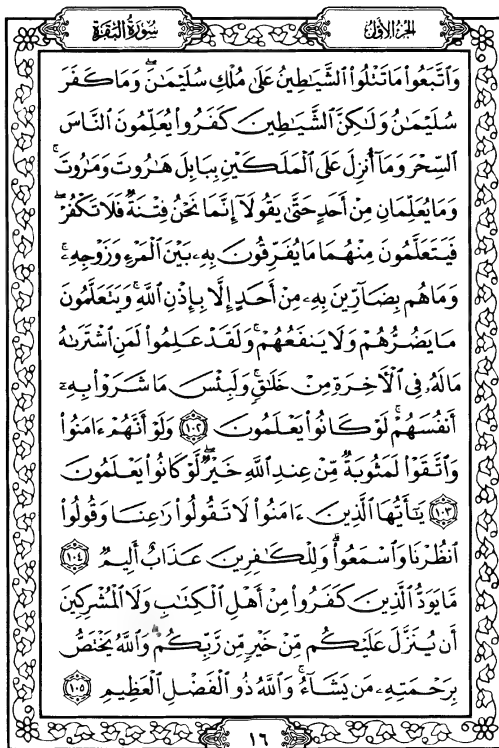 الجزء الأول
سورة البقرة
وَاتَّبَعُوا مَا تَتْلُوا الشَّيَاطِينُ عَلَىٰ مُلْكِ سُلَيْمَانَ ۖ وَمَا كَفَرَ
سُلَيْمَانُ وَلَٰكِنَّ الشَّيَاطِينَ كَفَرُوا يُعَلِّمُونَ النَّاسَ
السِّحْرَ وَمَا أُنزِلَ عَلَى الْمَلَكَيْنِ بِبَابِلَ هَارُوتَ وَمَارُوتَ ۚ
وَمَا يُعَلِّمَانِ مِنْ أَحَدٍ حَتَّىٰ يَقُولَا إِنَّمَا نَحْنُ فِتْنَةٌ فَلَا تَكْفُرْ ۖ
فَيَتَعَلَّمُونَ مِنْهُمَا مَا يُفَرِّقُونَ بِهِ بَيْنَ الْمَرْءِ وَزَوْجِهِ ۚ
وَمَا هُم بِضَارِّينَ بِهِ مِنْ أَحَدٍ إِلَّا بِإِذْنِ اللَّهِ ۚ وَيَتَعَلَّمُونَ
مَا يَضُرُّهُمْ وَلَا يَنفَعُهُمْ ۚ وَلَقَدْ عَلِمُوا لَمَنِ اشْتَرَاهُ
مَا لَهُ فِي الْآخِرَةِ مِنْ خَلَاقٍ ۚ وَلَبِئْسَ مَا شَرَوْا بِهِ
أَنفُسَهُمْ ۚ لَوْ كَانُوا يَعْلَمُونَ ١٠٢ وَلَوْ أَنَّهُمْ آمَنُوا
وَاتَّقَوْا لَمَثُوبَةٌ مِّنْ عِندِ اللَّهِ خَيْرٌ ۖ لَّوْ كَانُوا يَعْلَمُونَ
١٠٣ يَا أَيُّهَا الَّذِينَ آمَنُوا لَا تَقُولُوا رَاعِنَا وَقُولُوا
انظُرْنَا وَاسْمَعُوا ۗ وَلِلْكَافِرِينَ عَذَابٌ أَلِيمٌ ١٠٤
مَّا يَوَدُّ الَّذِينَ كَفَرُوا مِنْ أَهْلِ الْكِتَابِ وَلَا الْمُشْرِكِينَ
أَن يُنَزَّلَ عَلَيْكُم مِّنْ خَيْرٍ مِّن رَّبِّكُمْ ۗ وَاللَّهُ يَخْتَصُّ
بِرَحْمَتِهِ مَن يَشَاءُ ۚ وَاللَّهُ ذُو الْفَضْلِ الْعَظِيمِ ١٠٥
١٦